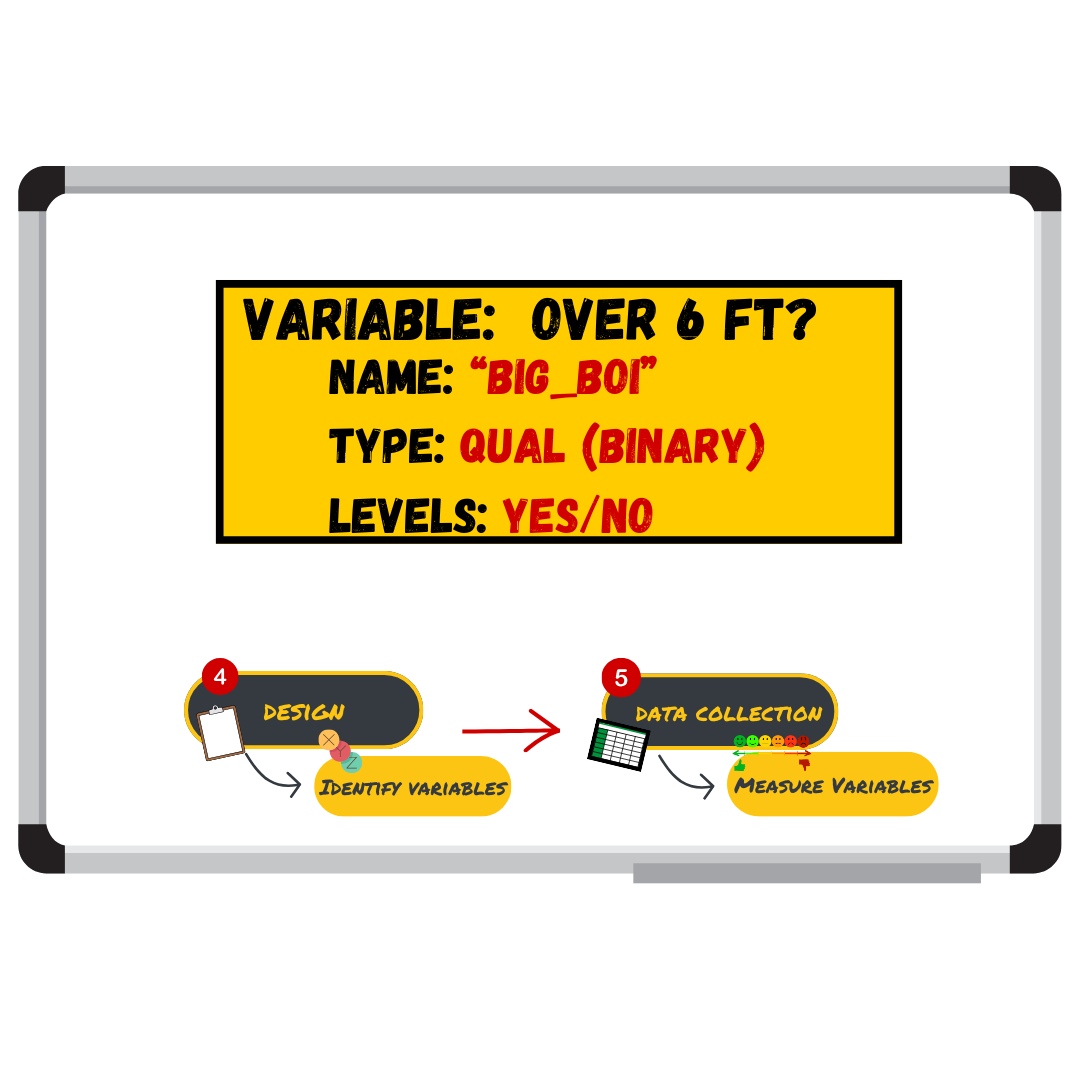 VARIABLE: OVER 6 FT?
NAME: “BIG_BOI”
TYPE: QUAL (BINARY)
LEVELS: YES/NO
4
DESIGN
X
Y
Z
IDENTIFY VARIABLES
5
DATA COLLECTION
MEASURE VARIABLES